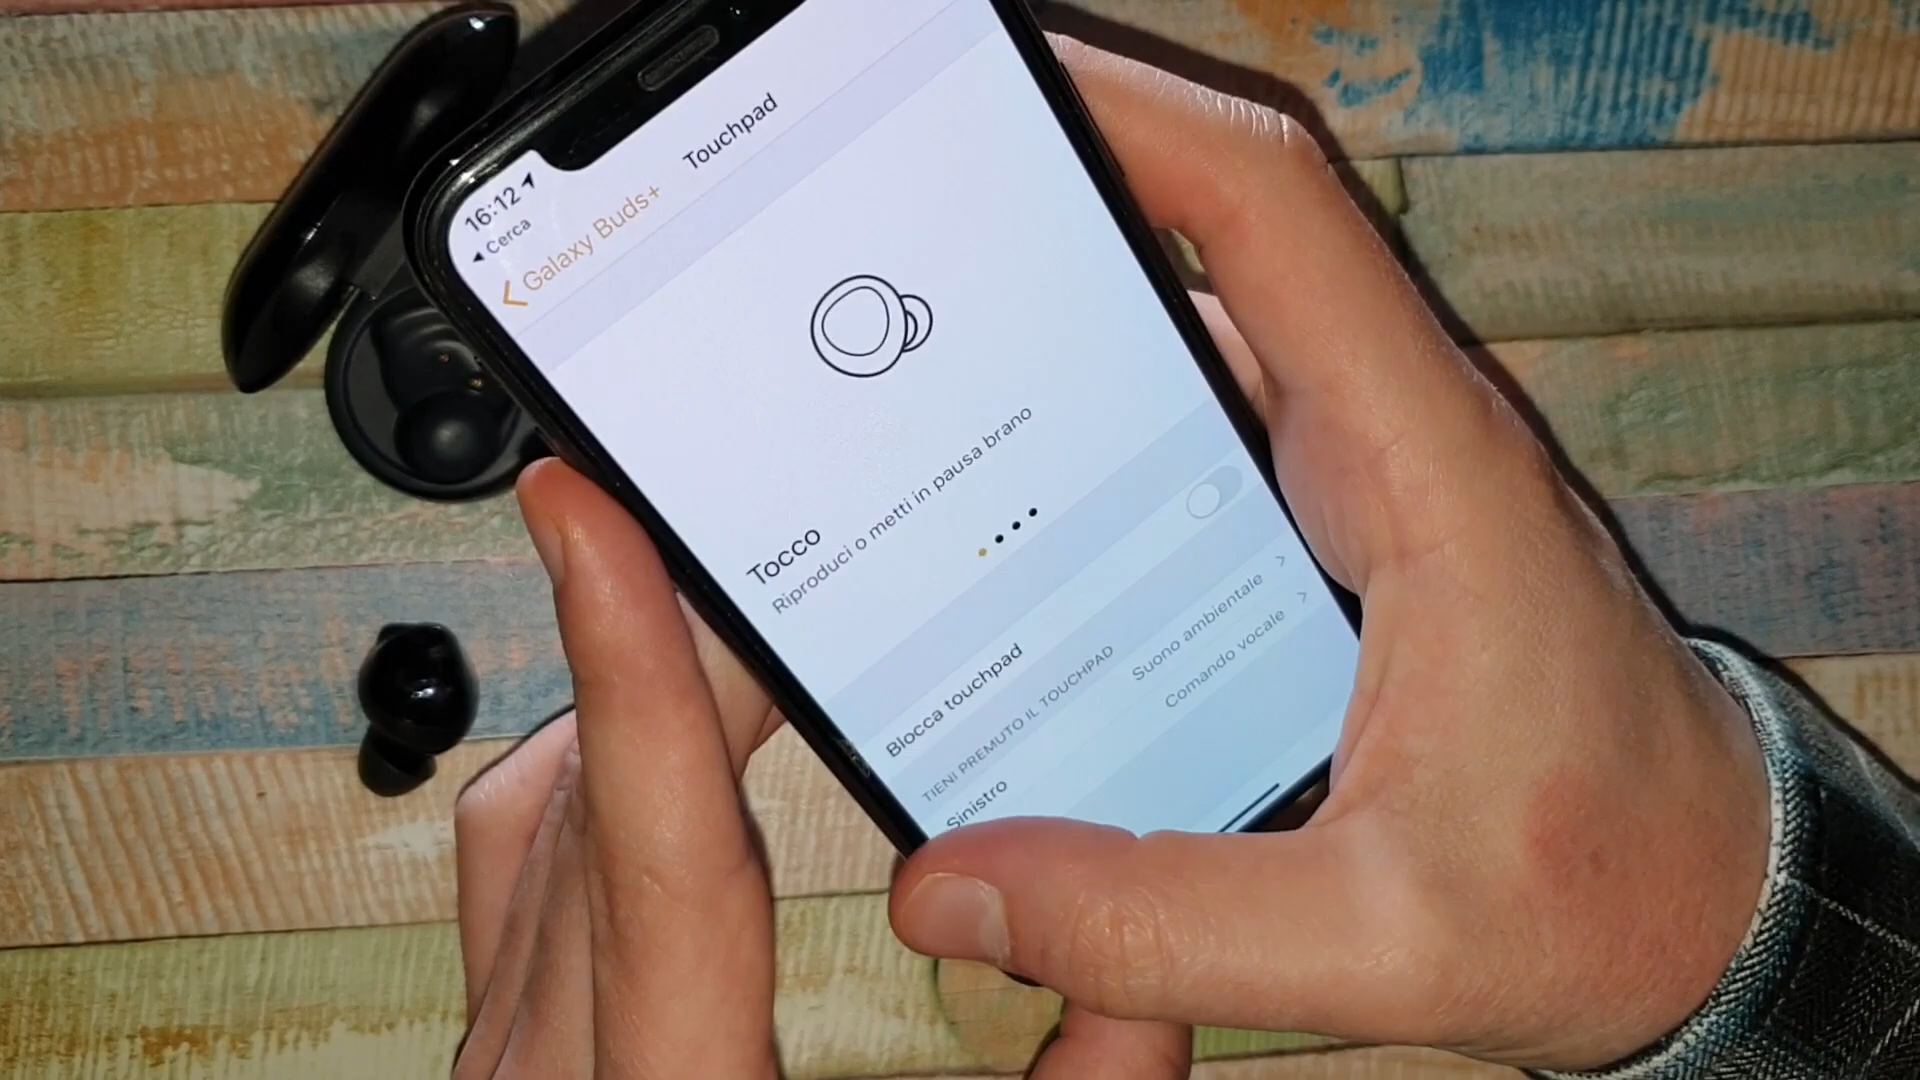 16:12
Cerca
Galaxy Buds+
Touchpad
Tocco
Riproduci o metti in pausa brano
Blocca touchpad
TIENI PREMUTO IL TOUCHPAD
Sinistro
Suono ambientale
Comando vocale